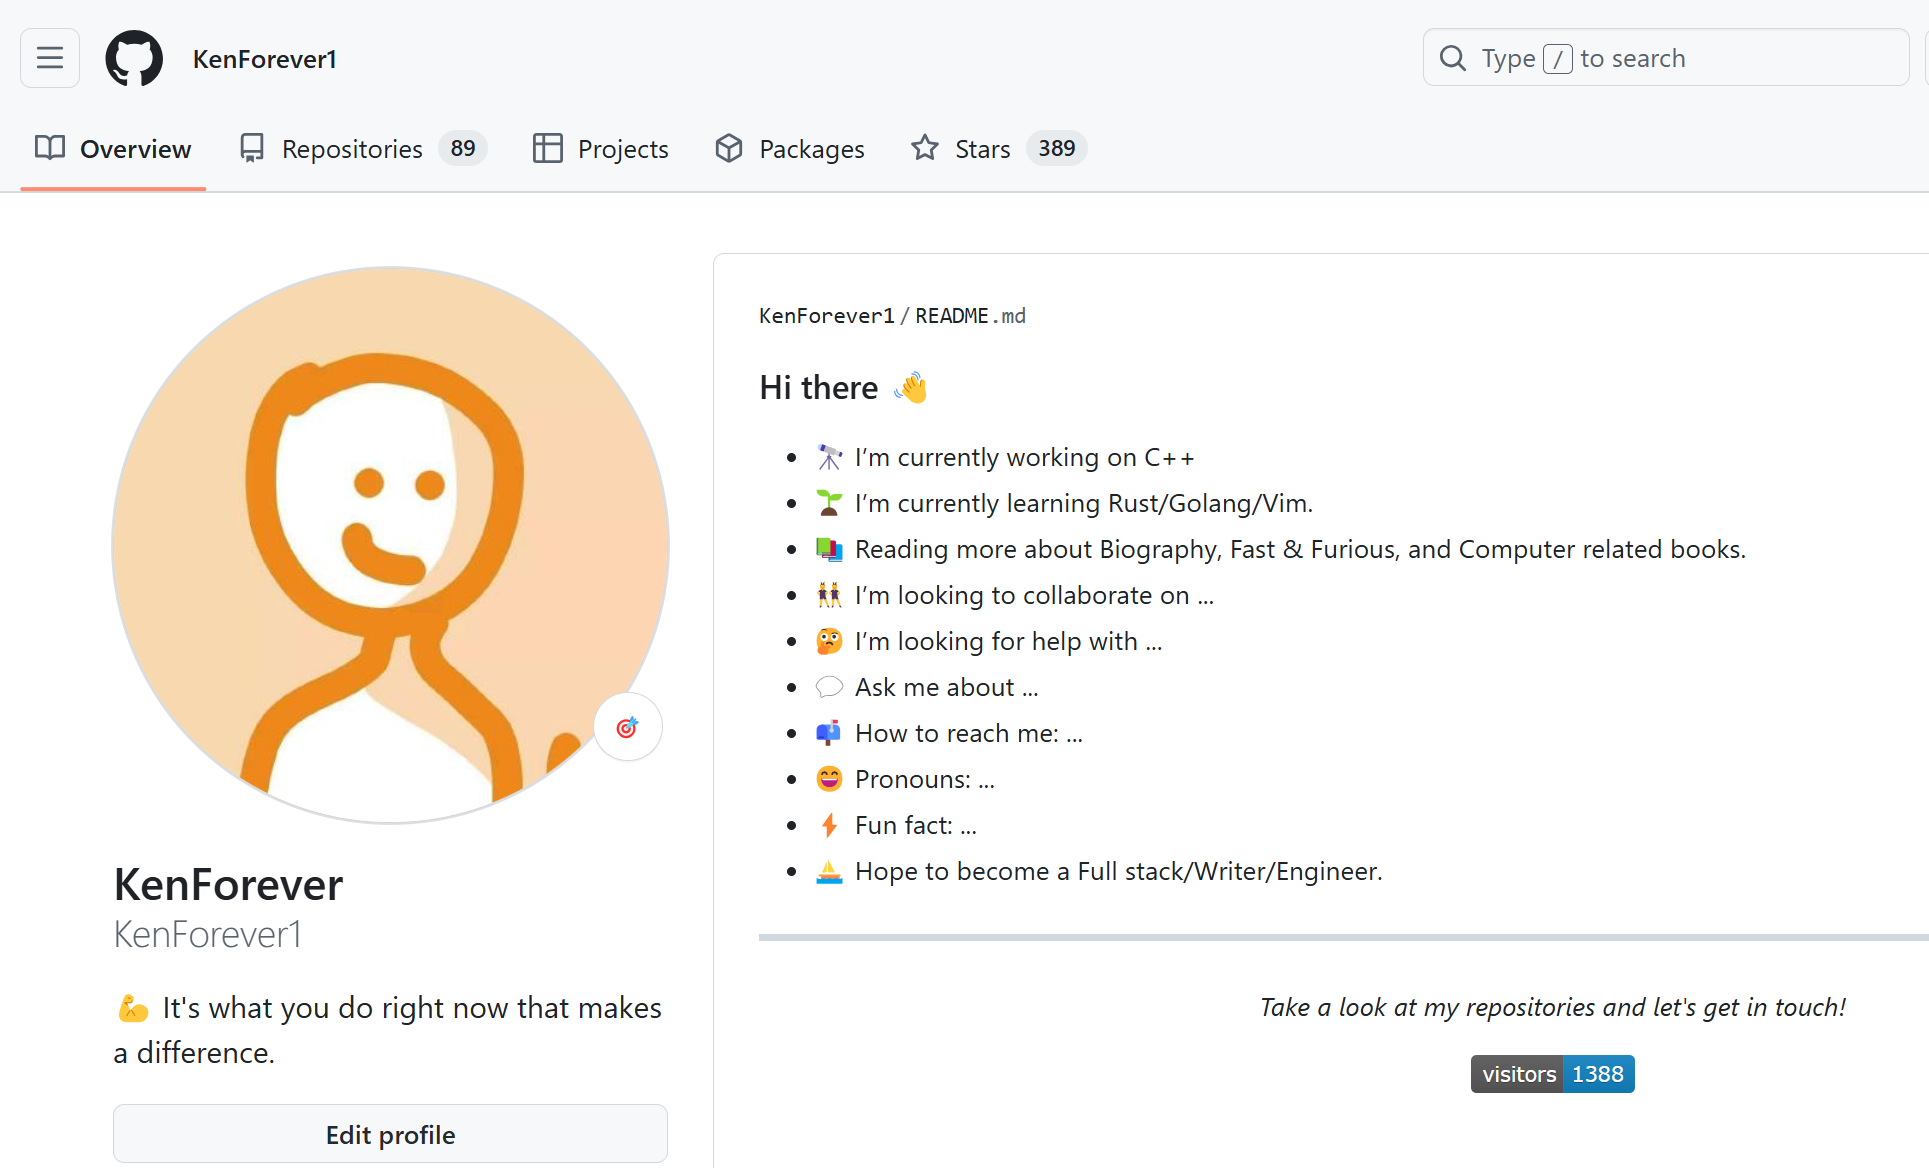 KenForever1
Type / to search
Overview
Repositories 89
Projects
Packages
Stars 389
KenForever1/README.md
Hi there 👋
🔭 I’m currently working on C++
🌱 I’m currently learning Rust/Golang/Vim.
📚 Reading more about Biography, Fast & Furious, and Computer related books.
👯 I’m looking to collaborate on ...
🤔 I’m looking for help with ...
💬 Ask me about ...
📫 How to reach me: ...
😄 Pronouns: ...
⚡ Fun fact: ...
⛵ Hope to become a Full stack/Writer/Engineer.
Take a look at my repositories and let's get in touch!
visitors 1388
KenForever
KenForever1
💪 It's what you do right now that makes
a difference.
Edit profile